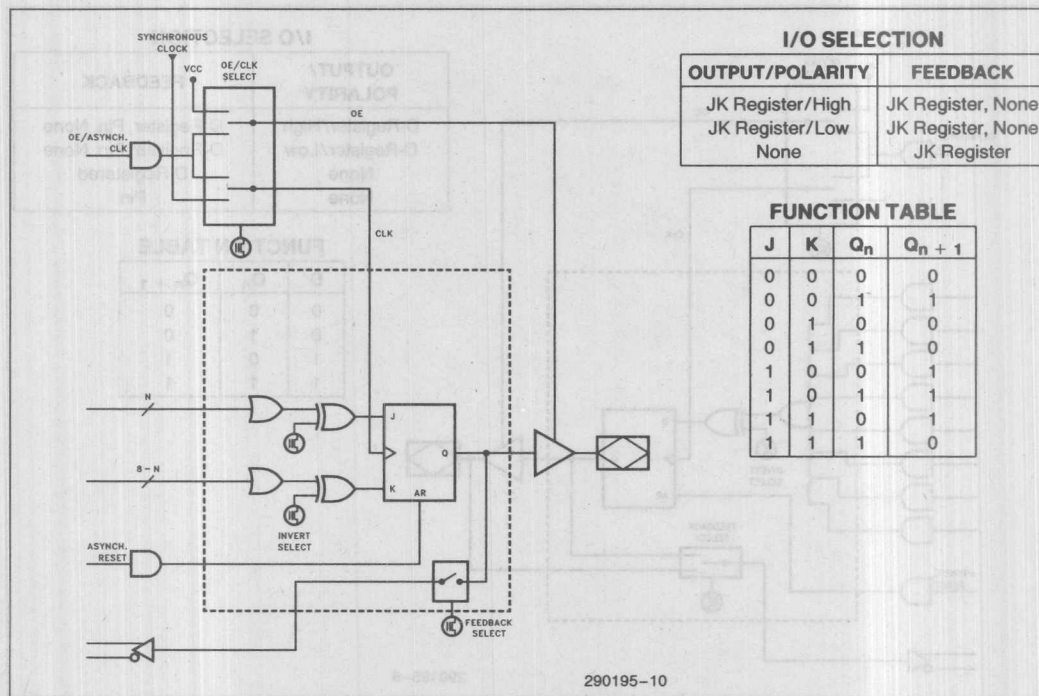 SYNCHRONOUS
CLOCK
VCC
OE/CLK
SELECT
OE
OE/ASYNCH.
CLK
CLK
N
J
Q
8-N
K
AR
INVERT
SELECT
ASYNCH.
RESET
FEEDBACK
SELECT
290195-10
I/O SELECTION
OUTPUT/POLARITY FEEDBACK
JK Register/High JK Register, None
JK Register/Low JK Register, None
None JK Register
FUNCTION TABLE
J K Qn Qn + 1
0 0 0 0
0 0 1 1
0 1 0 0
0 1 1 0
1 0 0 1
1 0 1 1
1 1 0 1
1 1 1 0